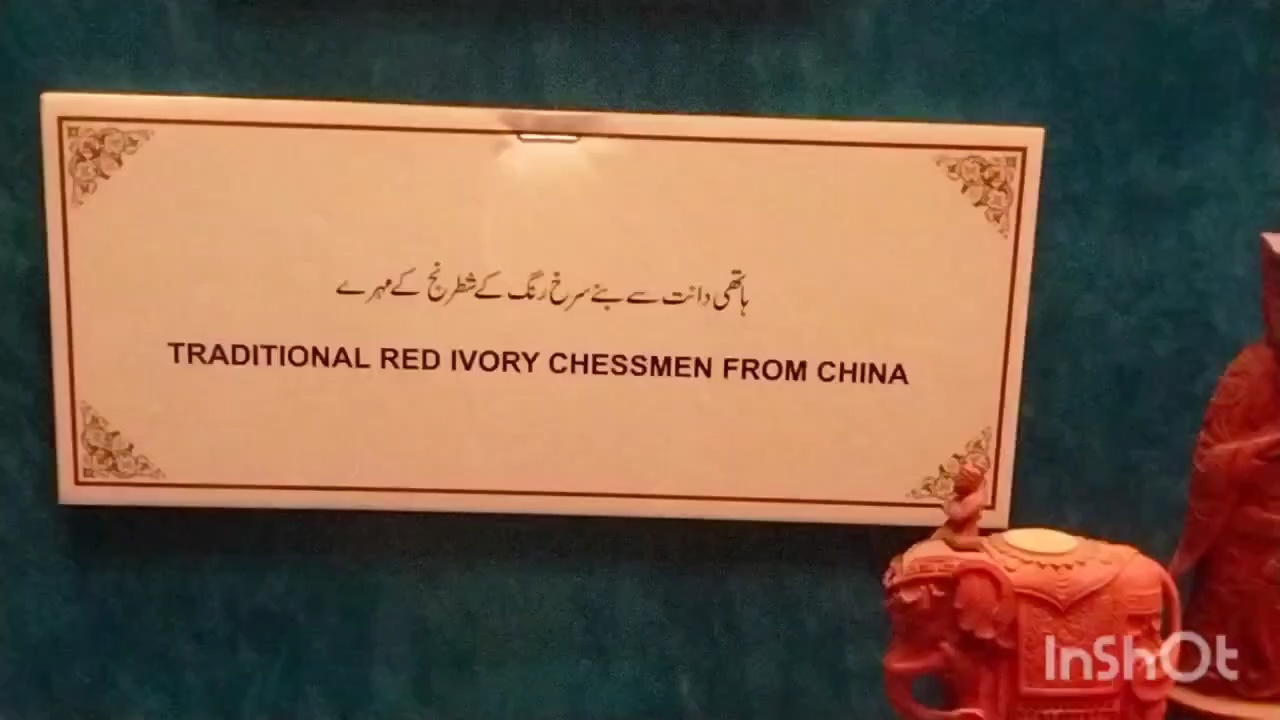 ہاتھی دانت سے بنے سرخ رنگ کے شطرنج کے مہرے
TRADITIONAL RED IVORY CHESSMEN FROM CHINA
InShOt